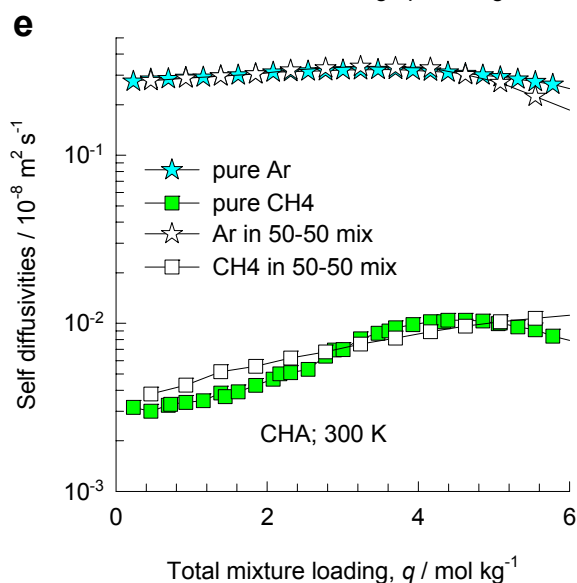 e
10⁻¹
pure Ar
pure CH4
Ar in 50-50 mix
CH4 in 50-50 mix
10⁻²
CHA; 300 K
10⁻³
0 2 4 6
Total mixture loading, q / mol kg⁻¹
Self diffusivities / 10⁻⁸ m² s⁻¹